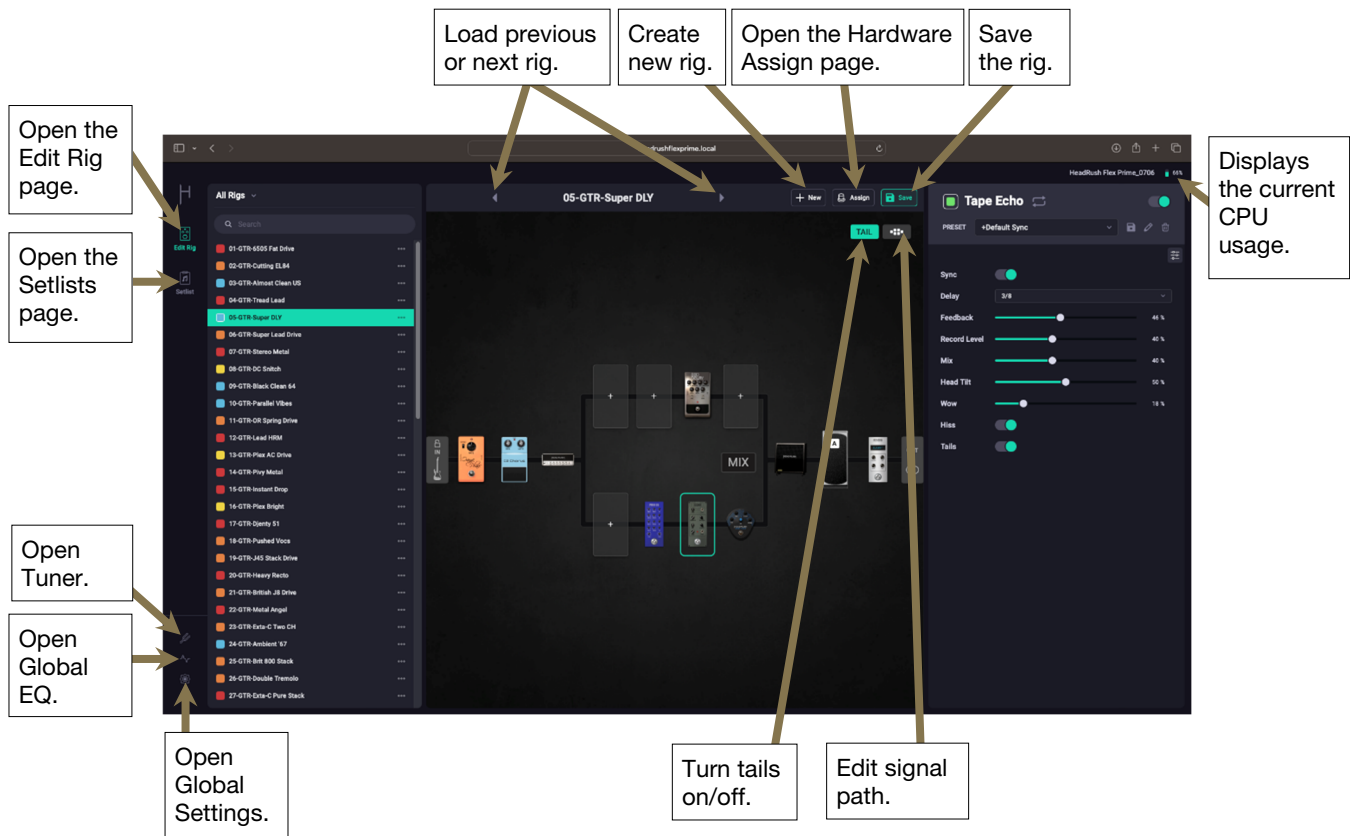 Load previous
or next rig.
Create
new rig.
Open the Hardware
Assign page.
Save
the rig.
Open the
Edit Rig
page.
Open the
Setlists
page.
Displays
the current
CPU
usage.
drushflexprime.local
HeadRush Flex Prime_0706
66%
All Rigs
05-GTR-Super DLY
+ New
Assign
Save
Search
Edit Rig
Setlist
01-GTR-6505 Fat Drive
02-GTR-Cutting EL84
03-GTR-Almost Clean US
04-GTR-Tread Lead
05-GTR-Super DLY
06-GTR-Super Lead Drive
07-GTR-Stereo Metal
08-GTR-DC Snitch
09-GTR-Black Clean 64
10-GTR-Parallel Vibes
11-GTR-OR Spring Drive
12-GTR-Lead HRM
13-GTR-Plex AC Drive
14-GTR-Pivy Metal
15-GTR-Instant Drop
16-GTR-Plex Bright
17-GTR-Djenty 51
18-GTR-Pushed Vocs
19-GTR-J45 Stack Drive
20-GTR-Heavy Recto
21-GTR-British J8 Drive
22-GTR-Metal Angel
23-GTR-Exta-C Two CH
24-GTR-Ambient '67
25-GTR-Brit 800 Stack
26-GTR-Double Tremolo
27-GTR-Exta-C Pure Stack
TAIL
IN
MIX
A
Tape Echo
PRESET
+Default Sync
Sync
Delay
3/8
Feedback
46 %
Record Level
40 %
Mix
40 %
Head Tilt
50 %
Wow
18 %
Hiss
Tails
Open
Tuner.
Open
Global
EQ.
Open
Global
Settings.
Turn tails
on/off.
Edit signal
path.